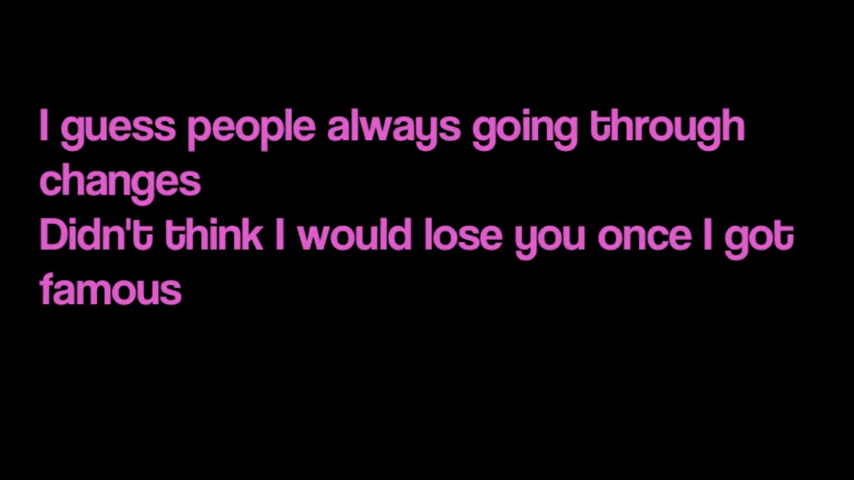 I guess people always going through
changes
Didn't think I would lose you once I got
famous